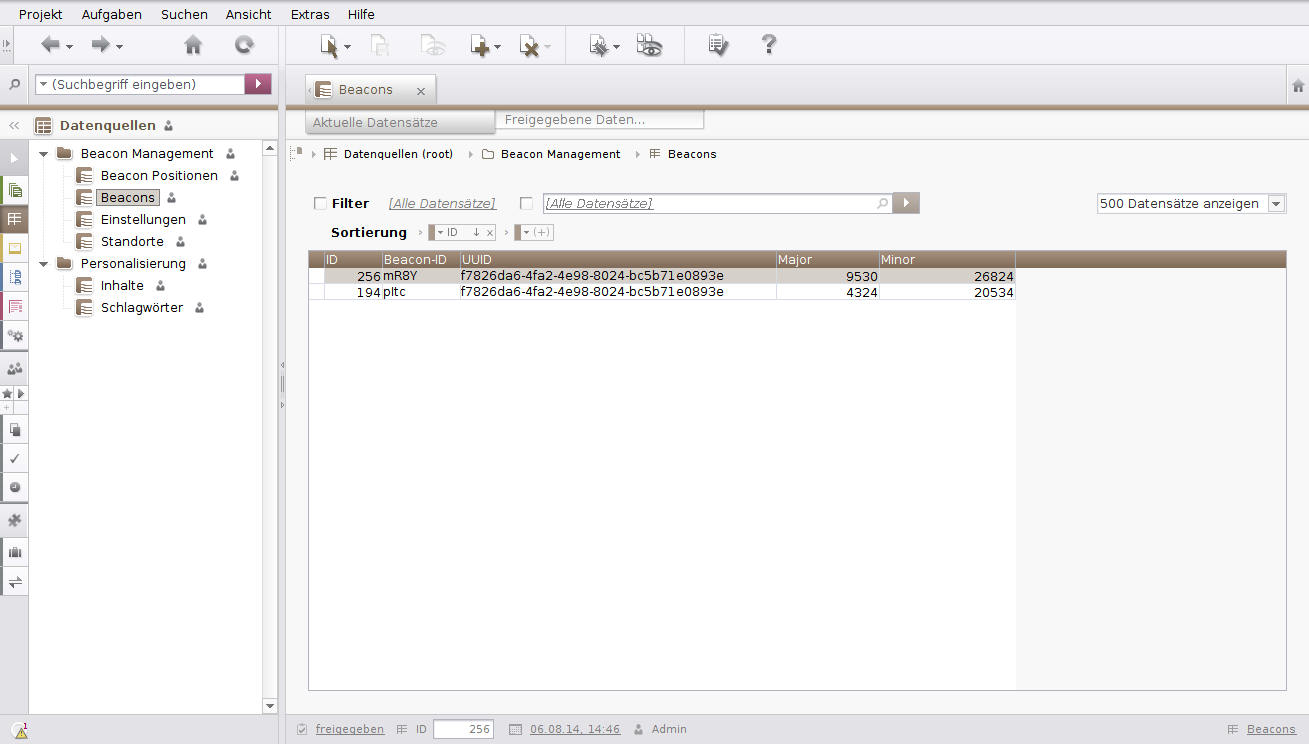 Projekt Aufgaben Suchen Ansicht Extras Hilfe
(Suchbegriff eingeben)
Beacons
Datenquellen
Aktuelle Datensätze Freigegebene Daten...
Beacon Management
Beacon Positionen
Beacons
Einstellungen
Standorte
Personalisierung
Inhalte
Schlagwörter
Datenquellen (root) Beacon Management Beacons
Filter [Alle Datensätze] [Alle Datensätze] 500 Datensätze anzeigen
Sortierung ID ↓ x (+)
ID Beacon-ID UUID Major Minor
256 mR8Y f7826da6-4fa2-4e98-8024-bc5b71e0893e 9530 26824
194 pltc f7826da6-4fa2-4e98-8024-bc5b71e0893e 4324 20534
1
freigegeben ID 256 06.08.14, 14:46 Admin Beacons